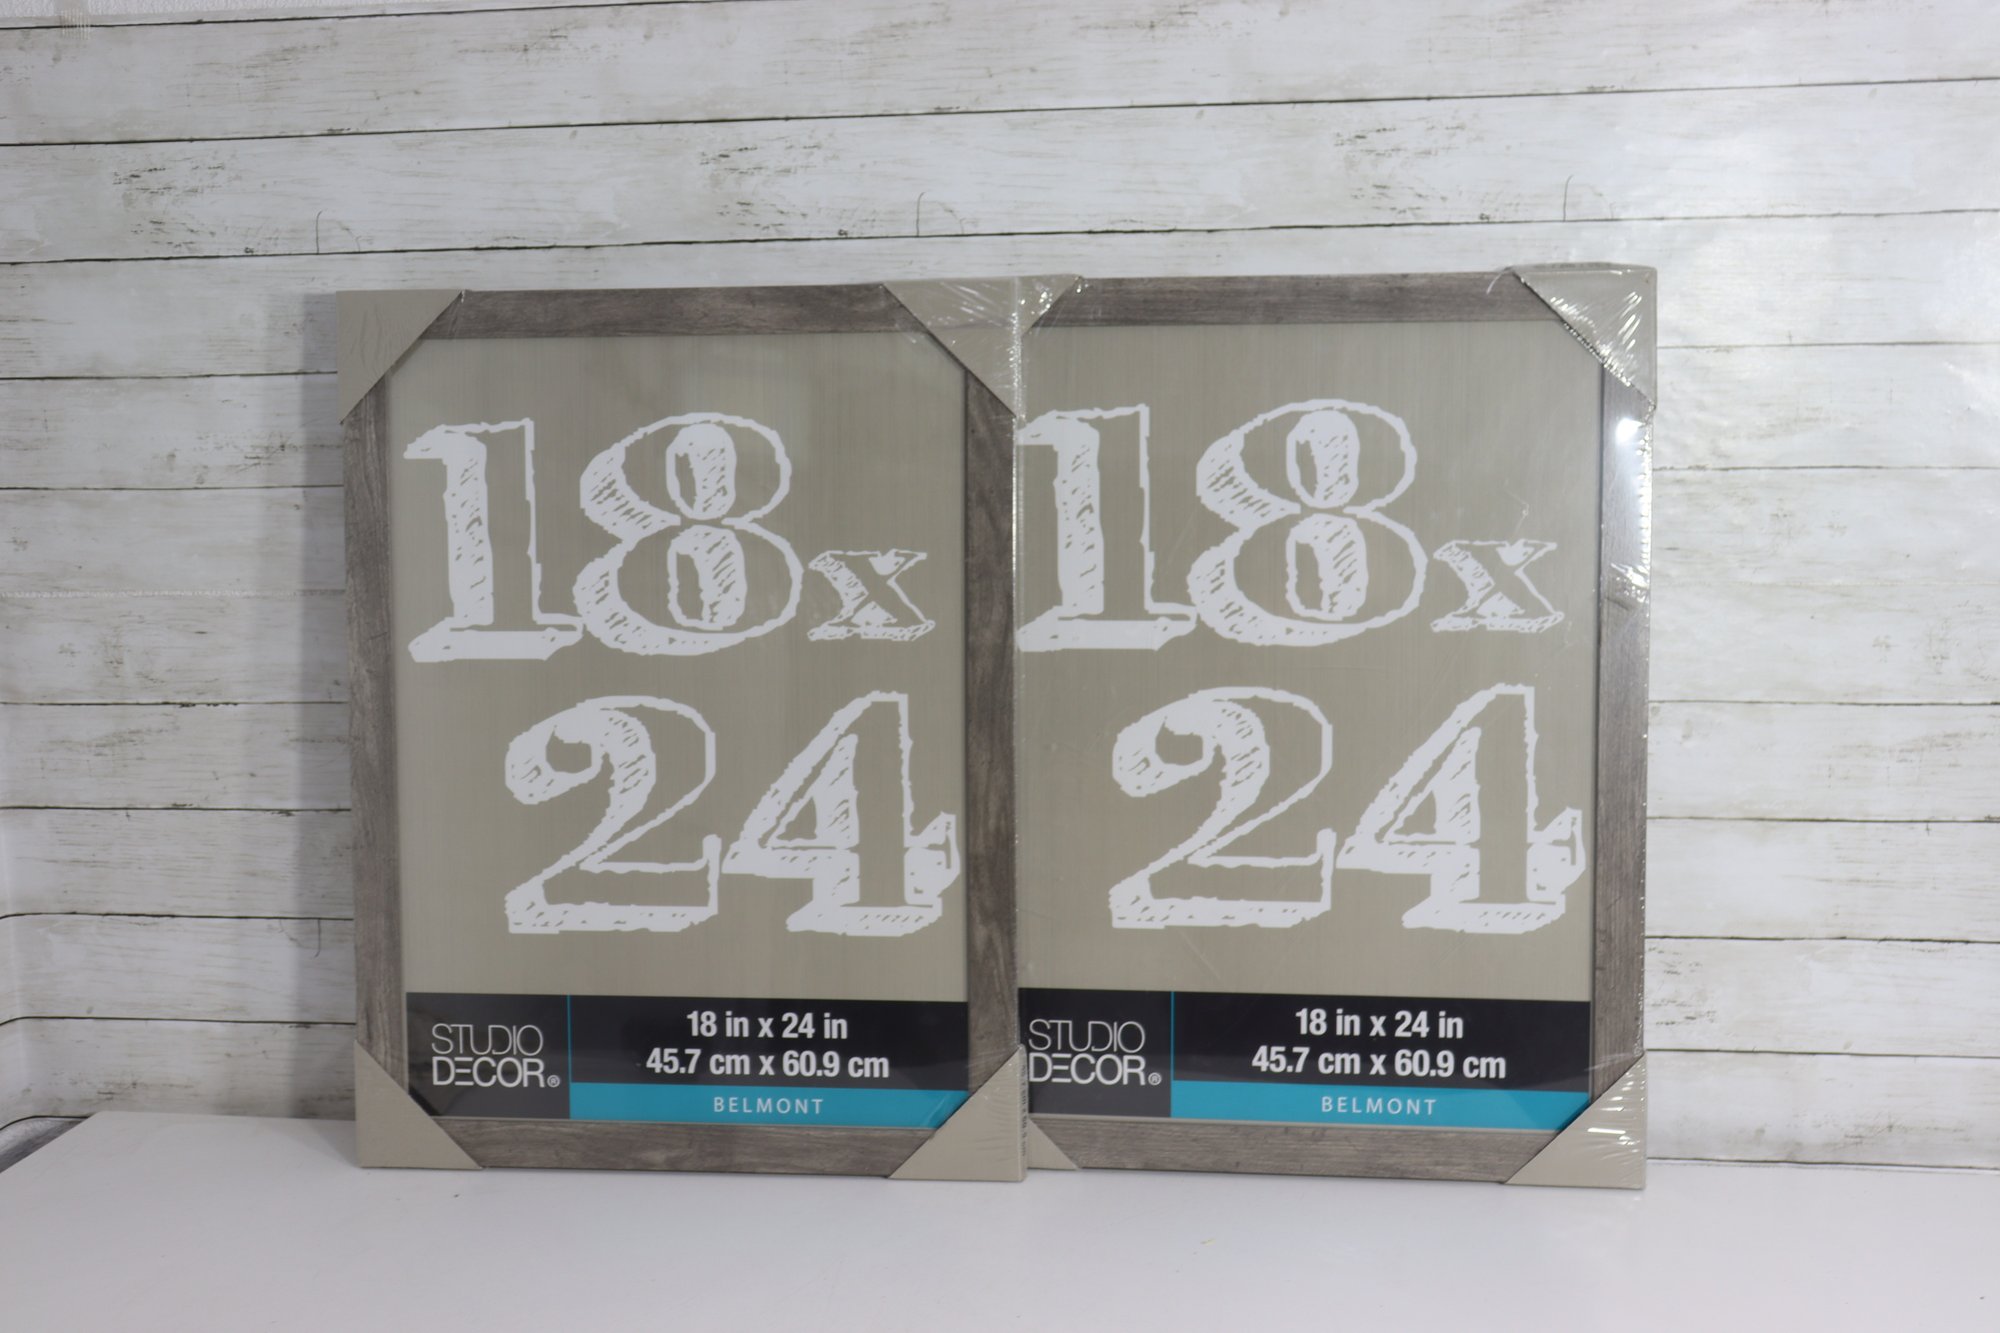 18x
24
STUDIO
DECOR®
18 in x 24 in
45.7 cm x 60.9 cm
BELMONT
18x
24
STUDIO
DECOR®
18 in x 24 in
45.7 cm x 60.9 cm
BELMONT